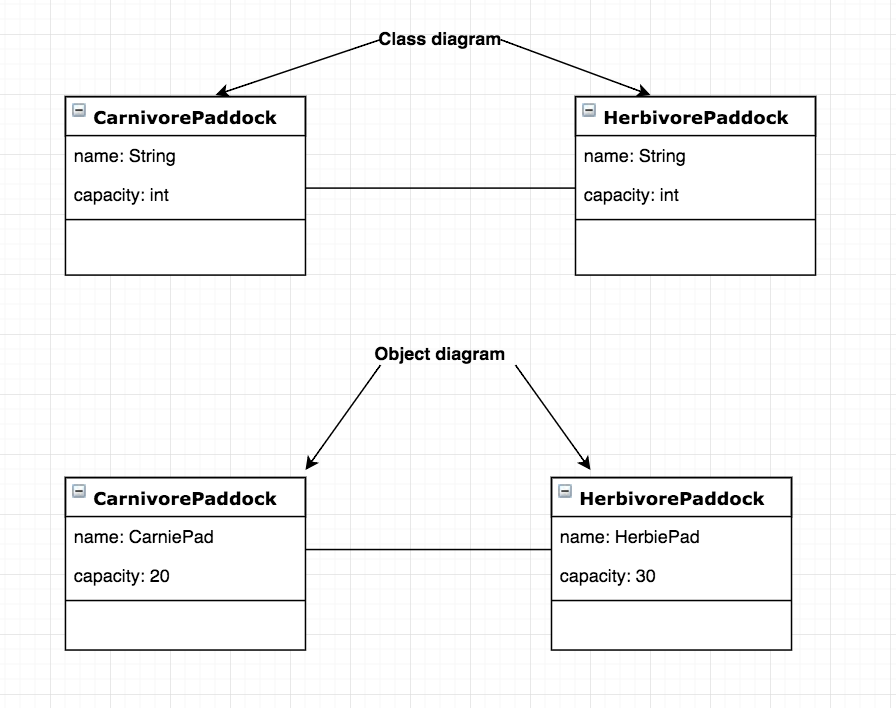 Class diagram
CarnivorePaddock
name: String
capacity: int
HerbivorePaddock
name: String
capacity: int
Object diagram
CarnivorePaddock
name: CarniePad
capacity: 20
HerbivorePaddock
name: HerbiePad
capacity: 30